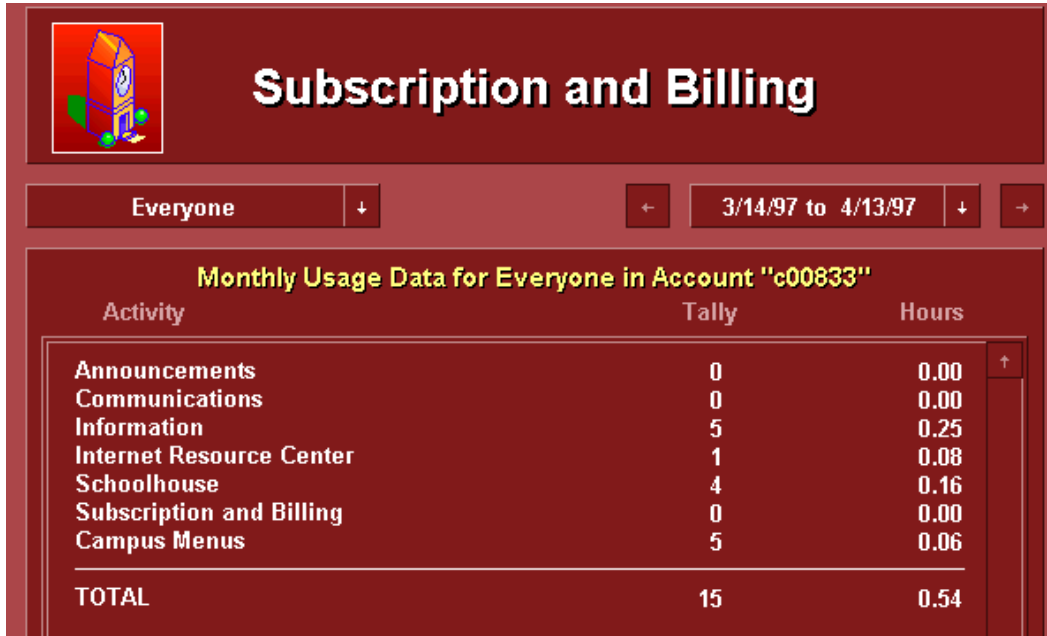 Subscription and Billing
Everyone 3/14/97 to 4/13/97
Monthly Usage Data for Everyone in Account "c00833"
Activity Tally Hours
Announcements 0 0.00
Communications 0 0.00
Information 5 0.25
Internet Resource Center 1 0.08
Schoolhouse 4 0.16
Subscription and Billing 0 0.00
Campus Menus 5 0.06
TOTAL 15 0.54